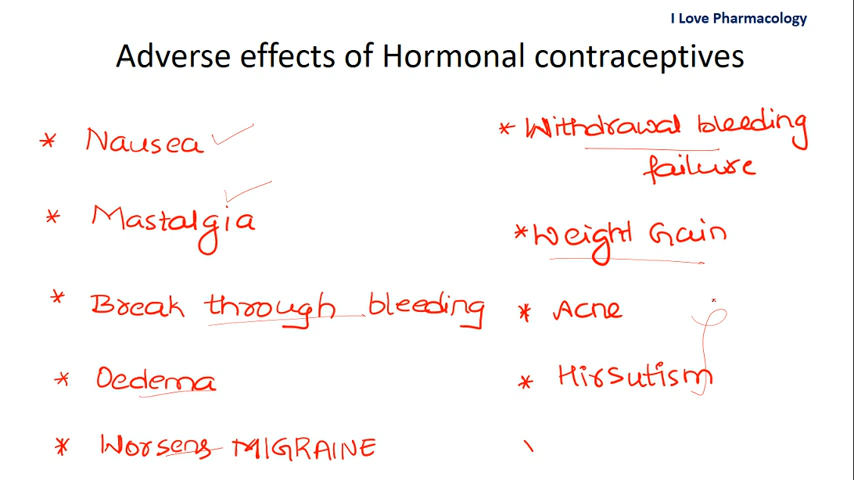 I Love Pharmacology
Adverse effects of Hormonal contraceptives
* Nausea
* Mastalgia
* Break through bleeding
* Oedema
* Worsens MIGRAINE
* Withdrawal bleeding
failure
* Weight Gain
* Acne
* Hirsutism